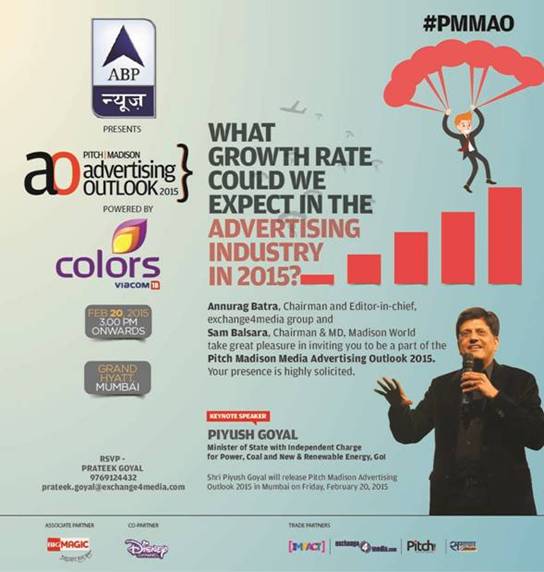 #PMMAO
ABP
न्यूज़
PRESENTS
PITCH | MADISON
ao advertising
OUTLOOK 2015
POWERED BY
colors
VIACOM 18
FEB 20, 2015
3.00 PM
ONWARDS
GRAND
HYATT,
MUMBAI
RSVP -
PRATEEK GOYAL
9769124432
prateek.goyal@exchange4media.com
WHAT
GROWTH RATE
COULD WE
EXPECT IN THE
ADVERTISING
INDUSTRY
IN 2015?
Annurag Batra, Chairman and Editor-in-chief,
exchange4media group and
Sam Balsara, Chairman & MD, Madison World
take great pleasure in inviting you to be a part of the
Pitch Madison Media Advertising Outlook 2015.
Your presence is highly solicited.
KEYNOTE SPEAKER
PIYUSH GOYAL
Minister of State with Independent Charge
for Power, Coal and New & Renewable Energy, GoI
Shri Piyush Goyal will release Pitch Madison Advertising
Outlook 2015 in Mumbai on Friday, February 20, 2015
ASSOCIATE PARTNER
BIG MAGIC
CO-PARTNER
Disney
TRADE PARTNERS
[IMPACT]
exchange4media.com
Pitch